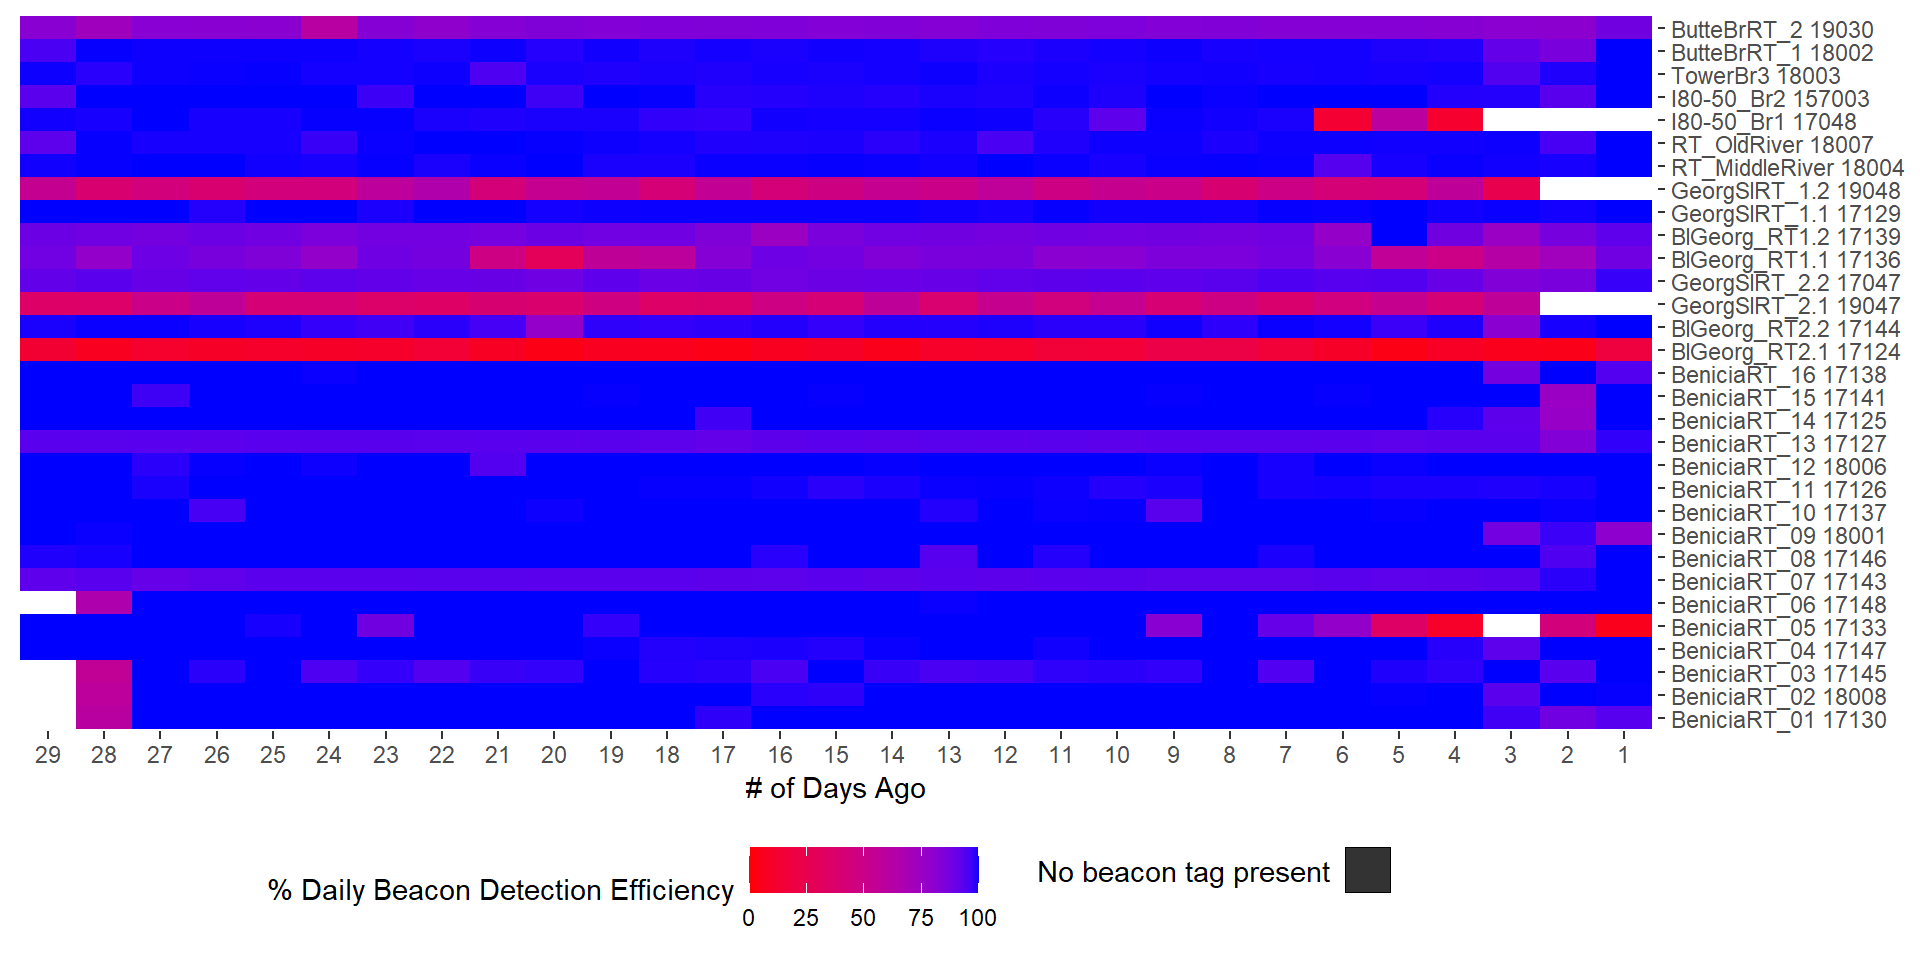 ButteBrRT_2 19030
ButteBrRT_1 18002
TowerBr3 18003
I80-50_Br2 157003
I80-50_Br1 17048
RT_OldRiver 18007
RT_MiddleRiver 18004
GeorgSlRT_1.2 19048
GeorgSlRT_1.1 17129
BlGeorg_RT1.2 17139
BlGeorg_RT1.1 17136
GeorgSlRT_2.2 17047
GeorgSlRT_2.1 19047
BlGeorg_RT2.2 17144
BlGeorg_RT2.1 17124
BeniciaRT_16 17138
BeniciaRT_15 17141
BeniciaRT_14 17125
BeniciaRT_13 17127
BeniciaRT_12 18006
BeniciaRT_11 17126
BeniciaRT_10 17137
BeniciaRT_09 18001
BeniciaRT_08 17146
BeniciaRT_07 17143
BeniciaRT_06 17148
BeniciaRT_05 17133
BeniciaRT_04 17147
BeniciaRT_03 17145
BeniciaRT_02 18008
BeniciaRT_01 17130
29 28 27 26 25 24 23 22 21 20 19 18 17 16 15 14 13 12 11 10 9 8 7 6 5 4 3 2 1
# of Days Ago
% Daily Beacon Detection Efficiency
0 25 50 75 100
No beacon tag present